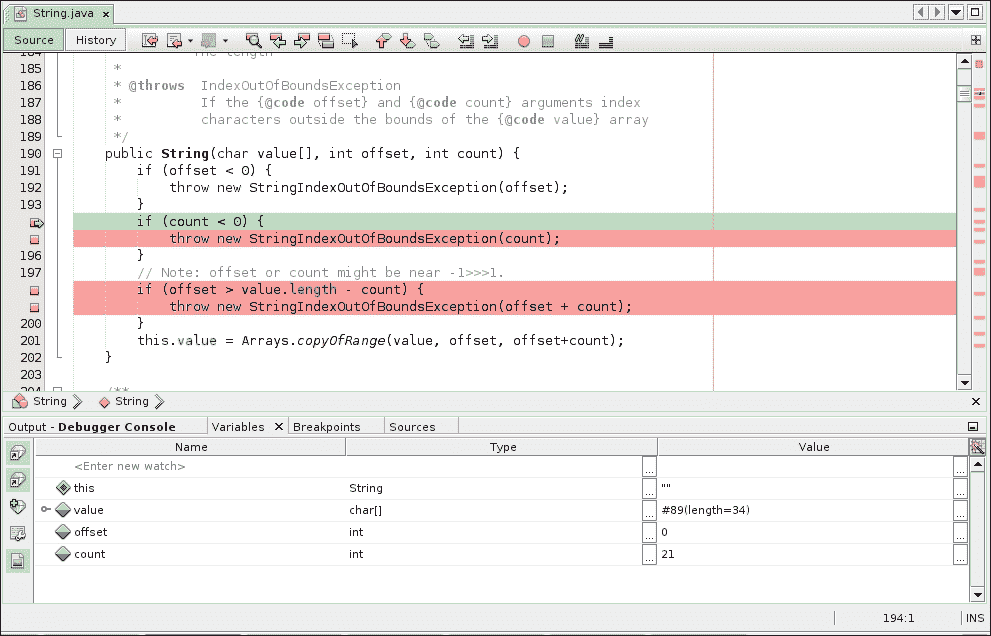 String.java
Source History
185 *
186 * @throws IndexOutOfBoundsException
187 * If the {@code offset} and {@code count} arguments index
188 * characters outside the bounds of the {@code value} array
189 */
190 public String(char value[], int offset, int count) {
191 if (offset < 0) {
192 throw new StringIndexOutOfBoundsException(offset);
193 }
if (count < 0) {
throw new StringIndexOutOfBoundsException(count);
196 }
197 // Note: offset or count might be near -1>>>1.
if (offset > value.length - count) {
throw new StringIndexOutOfBoundsException(offset + count);
200 }
201 this.value = Arrays.copyOfRange(value, offset, offset+count);
202 }
203
204 /**
String String
Output - Debugger Console Variables Breakpoints Sources
Name Type Value
<Enter new watch> ... ...
this String ... "" ...
value char[] ... #89(length=34) ...
offset int ... 0 ...
count int ... 21 ...
194:1 INS